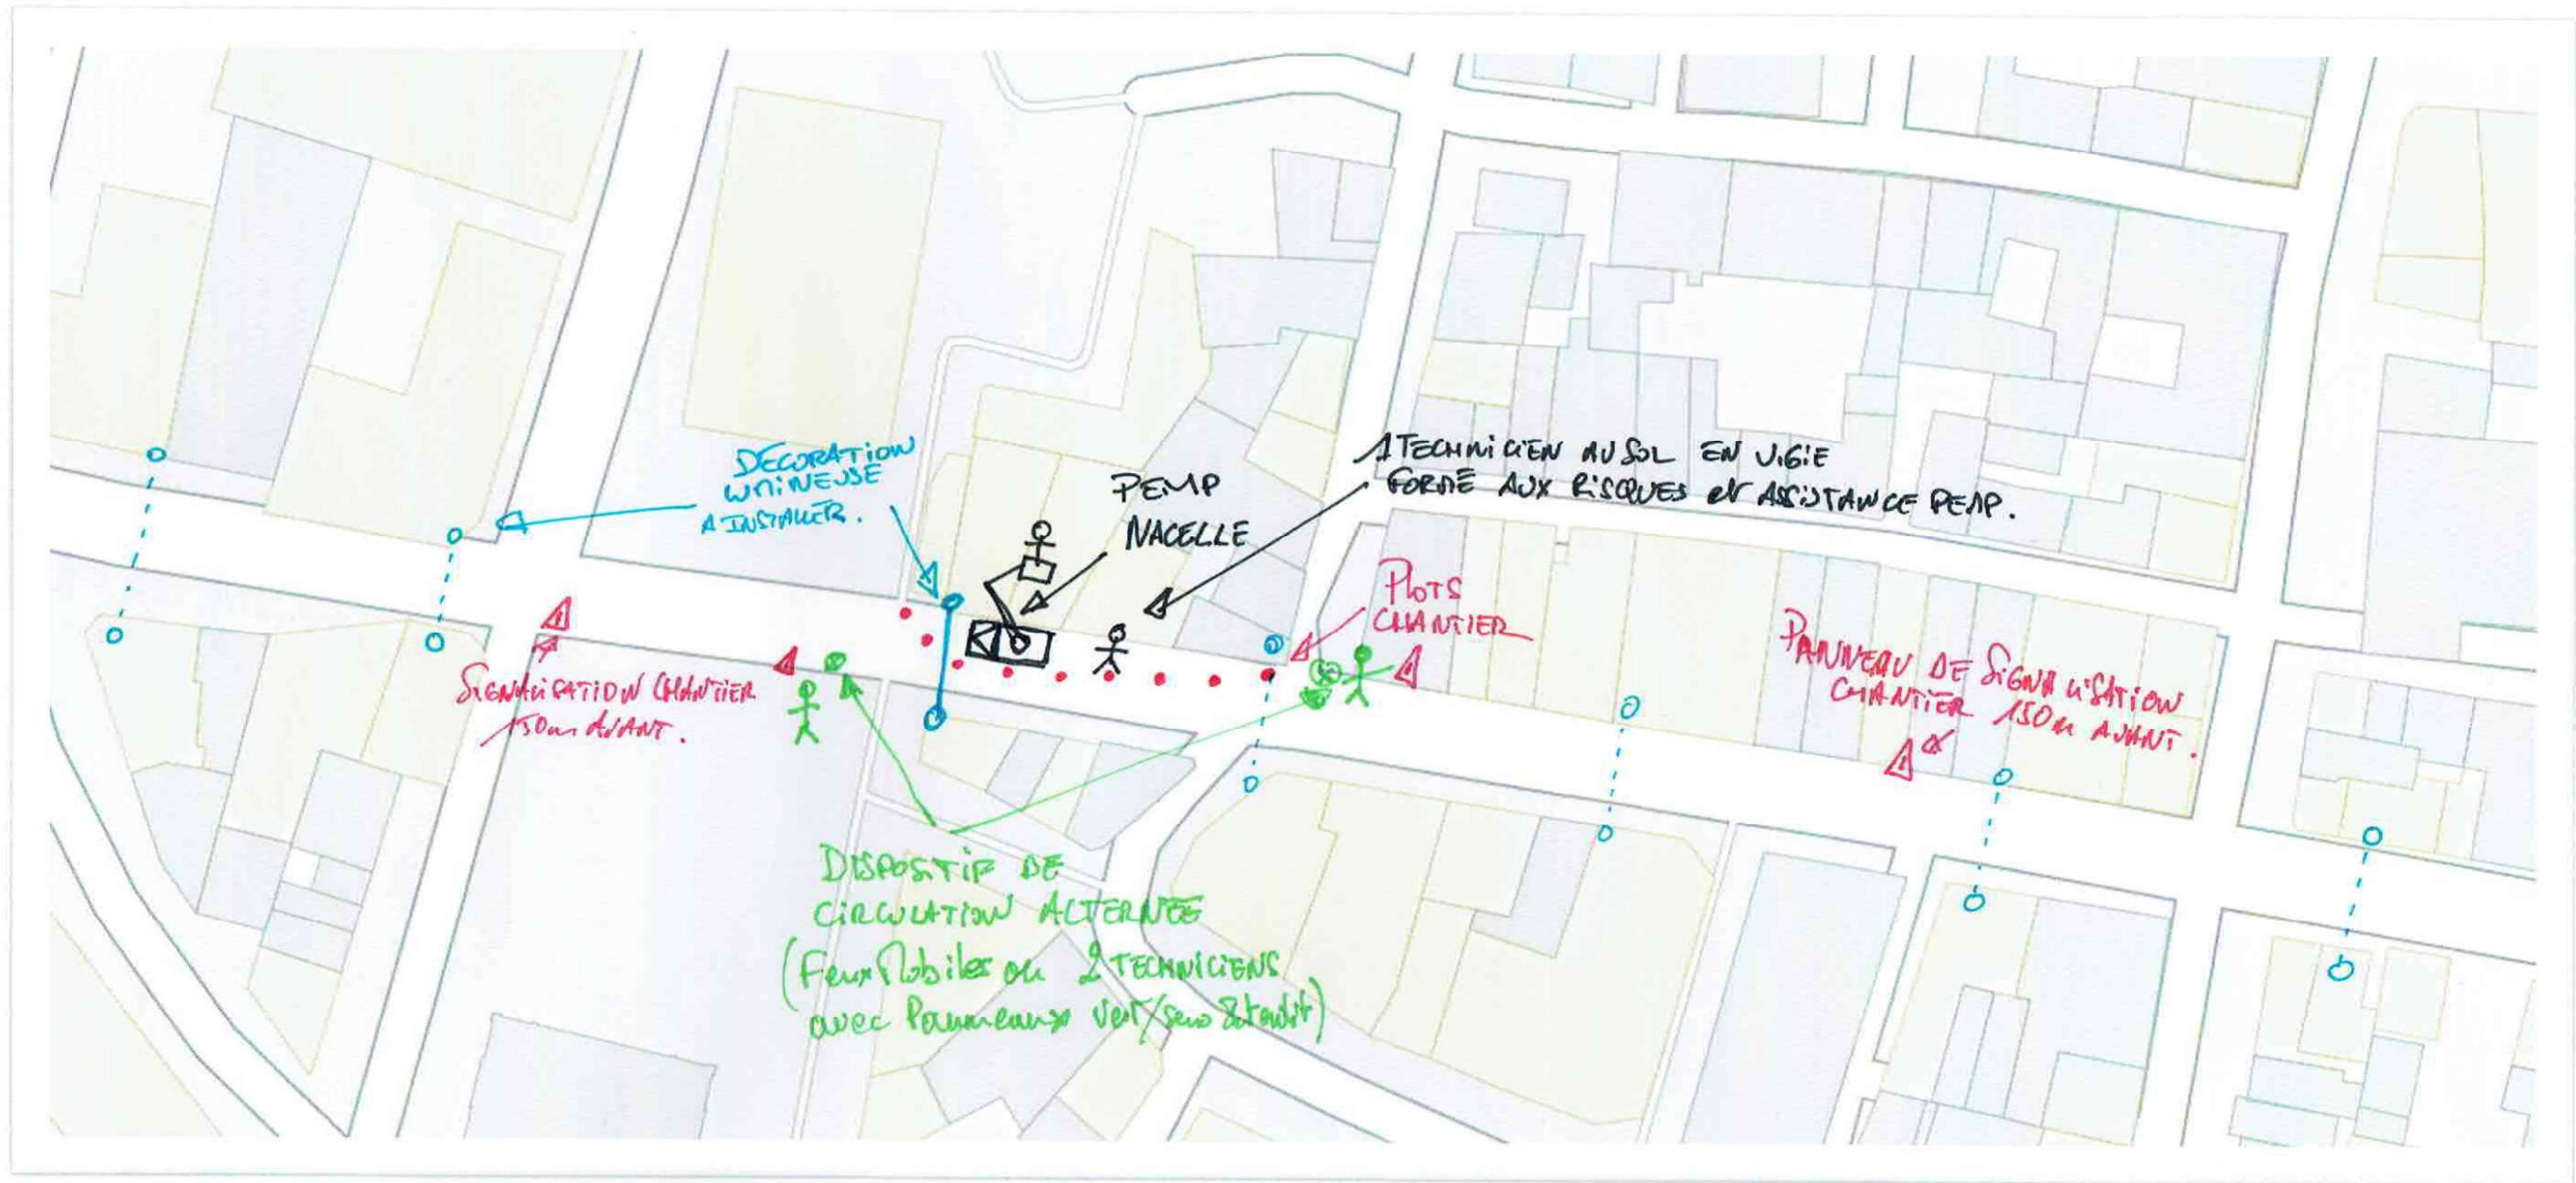 DECORATION
LUMINEUSE
A INSTALLER.
PEMP
NACELLE
1 TECHNICIEN AU SOL EN VIGIE
FORMÉ AUX RISQUES et ASSISTANCE PEMP.
PLOTS
CHANTIER
SIGNALISATION CHANTIER
150m AVANT.
PANNEAU DE SIGNALISATION
CHANTIER 150m AVANT.
DISPOSITIF DE
CIRCULATION ALTERNÉE
(Feux Mobiles ou 2 TECHNICIENS
avec Panneaux Vert/sens Interdit)